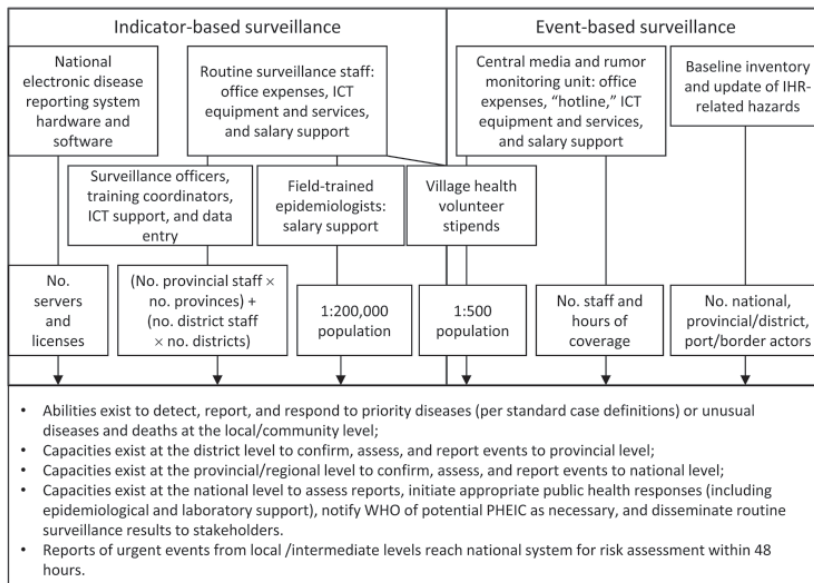 Indicator-based surveillance
Event-based surveillance
National
electronic disease
reporting system
hardware and
software
Routine surveillance staff:
office expenses, ICT
equipment and services,
and salary support
Central media and rumor
monitoring unit: office
expenses, “hotline,” ICT
equipment and services,
and salary support
Baseline inventory
and update of IHR-
related hazards
Surveillance officers,
training coordinators,
ICT support, and data
entry
Field-trained
epidemiologists:
salary support
Village health
volunteer
stipends
No.
servers
and
licenses
(No. provincial staff ×
no. provinces) +
(no. district staff
× no. districts)
1:200,000
population
1:500
population
No. staff and
hours of
coverage
No. national,
provincial/district,
port/border actors
• Abilities exist to detect, report, and respond to priority diseases (per standard case definitions) or unusual
diseases and deaths at the local/community level;
• Capacities exist at the district level to confirm, assess, and report events to provincial level;
• Capacities exist at the provincial/regional level to confirm, assess, and report events to national level;
• Capacities exist at the national level to assess reports, initiate appropriate public health responses (including
epidemiological and laboratory support), notify WHO of potential PHEIC as necessary, and disseminate routine
surveillance results to stakeholders.
• Reports of urgent events from local /intermediate levels reach national system for risk assessment within 48
hours.